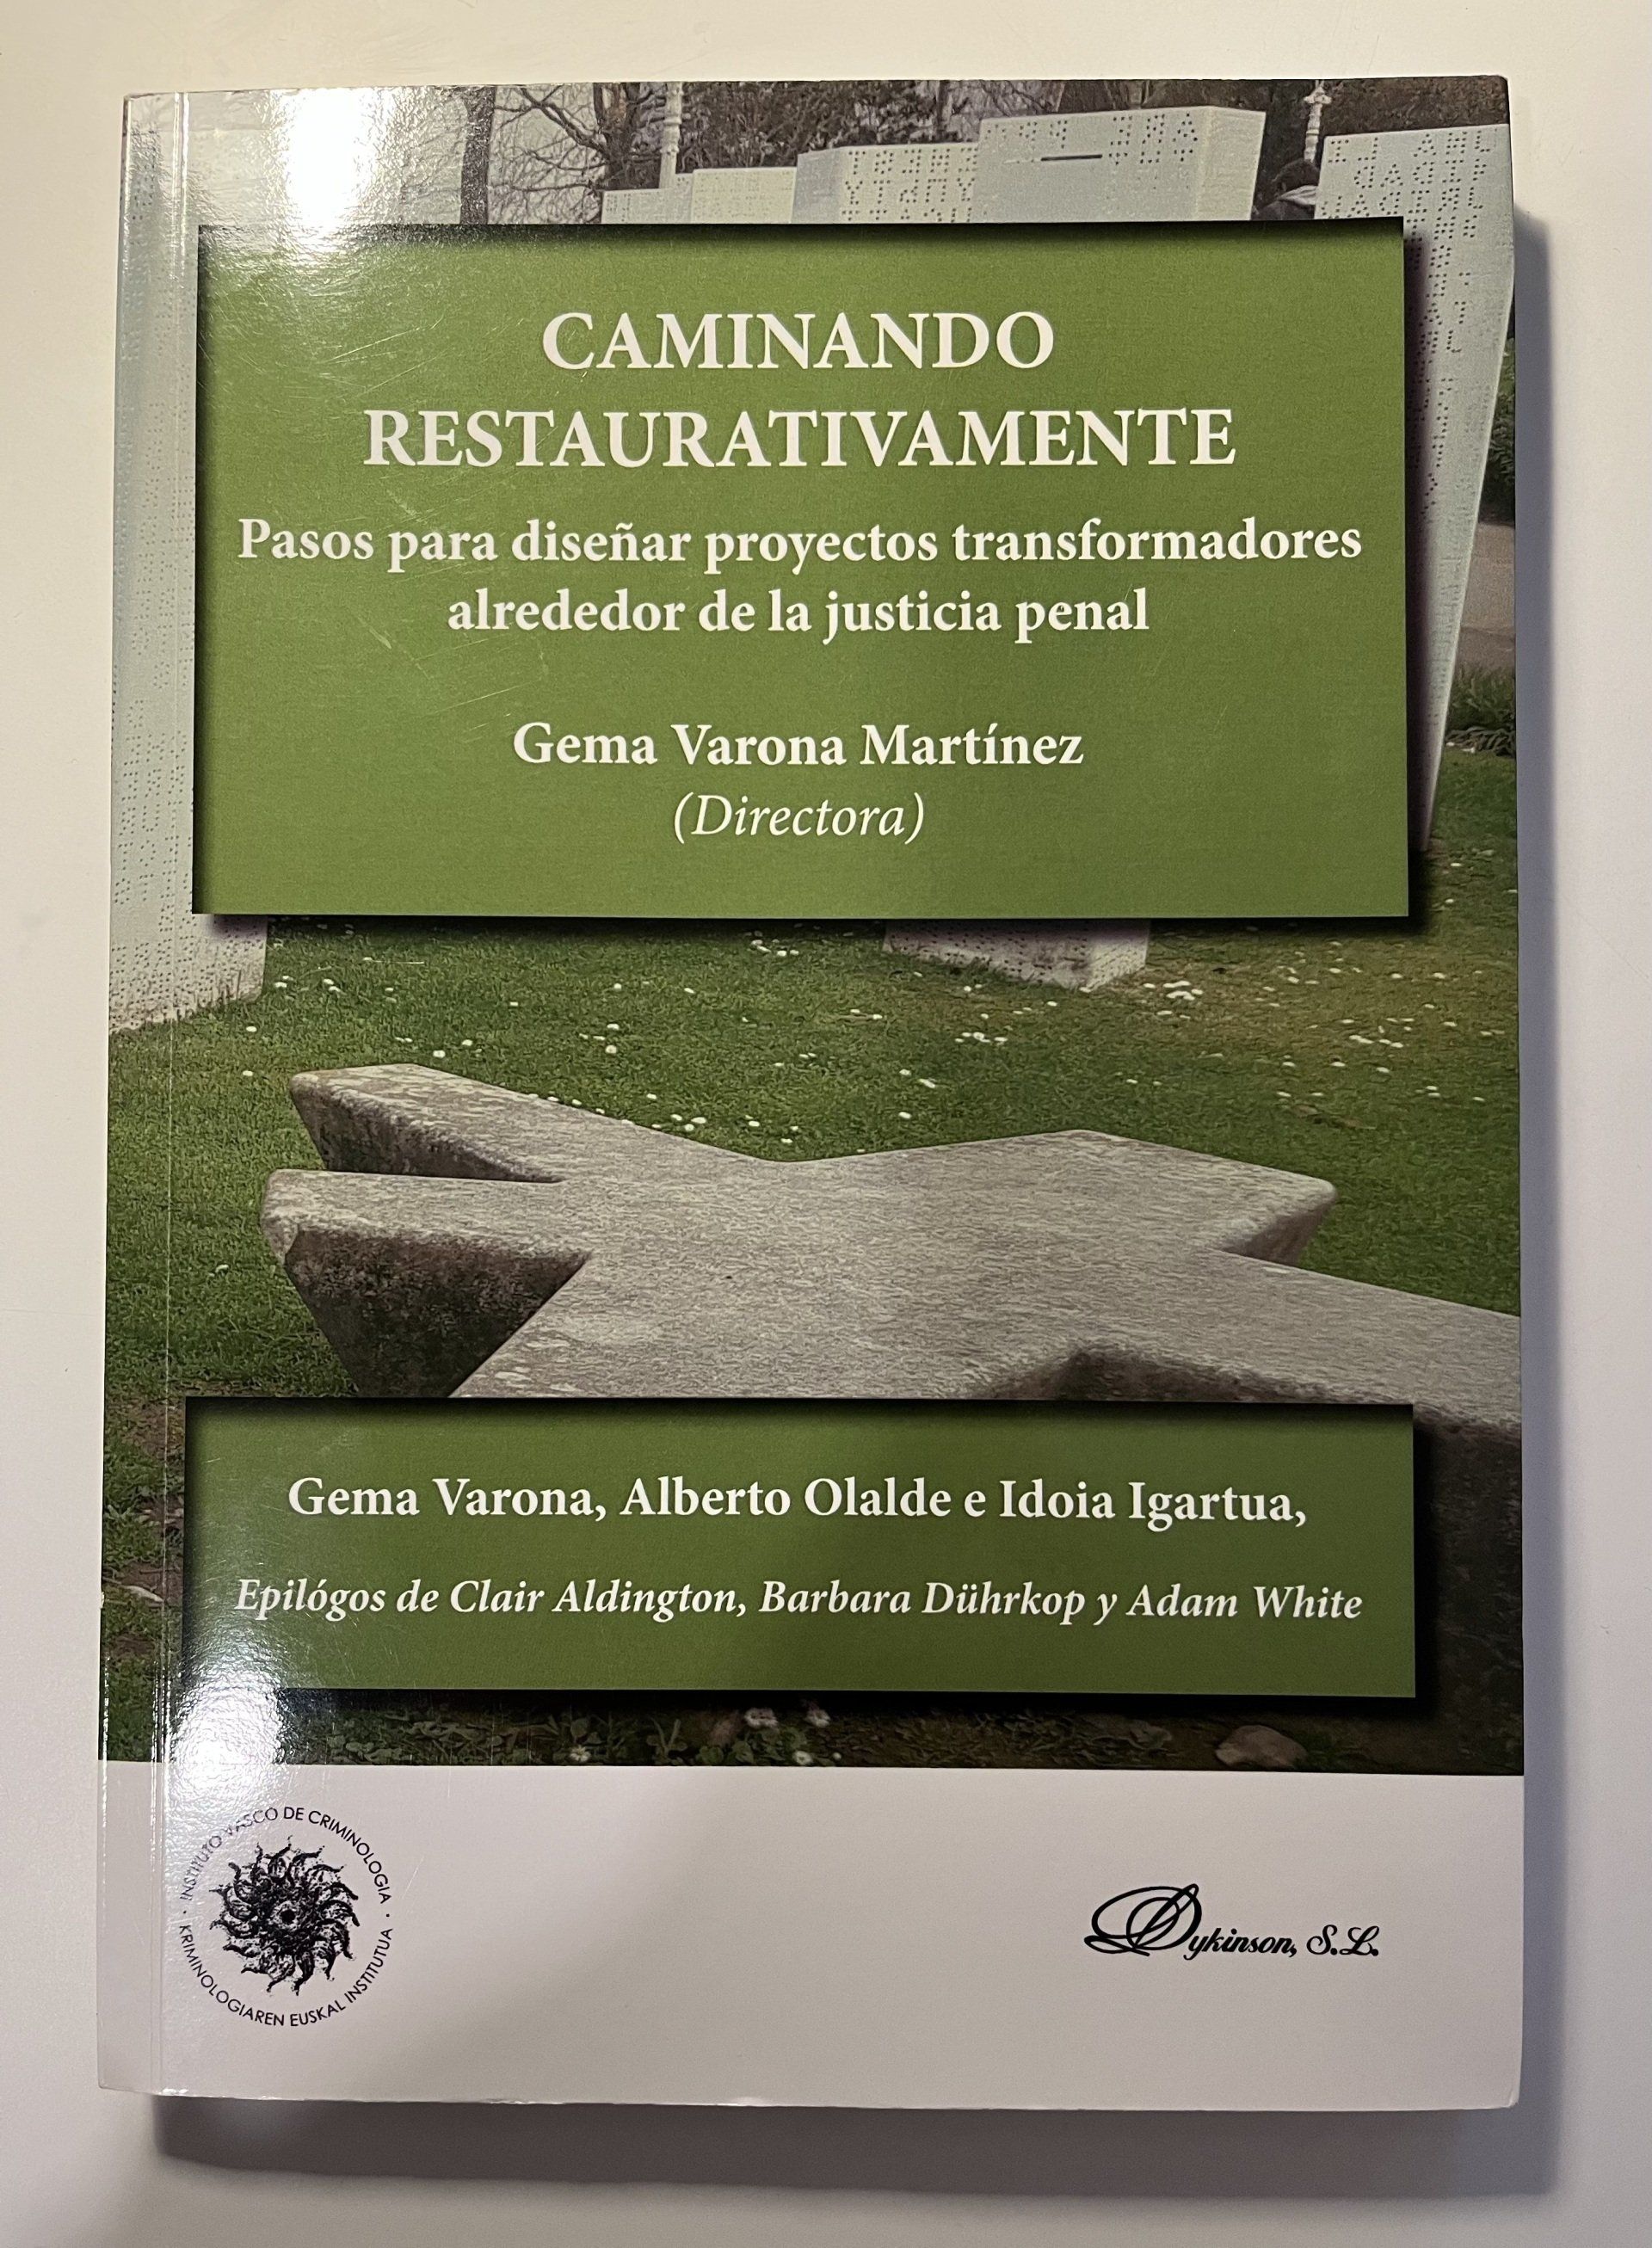 CAMINANDO
RESTAURATIVAMENTE
Pasos para diseñar proyectos transformadores
alrededor de la justicia penal
Gema Varona Martínez
(Directora)
Gema Varona, Alberto Olalde e Idoia Igartua,
Epilógos de Clair Aldington, Barbara Dührkop y Adam White
INSTITUTO VASCO DE CRIMINOLOGIA
KRIMINOLOGIAREN EUSKAL INSTITUTUA
Dykinson, S.L.